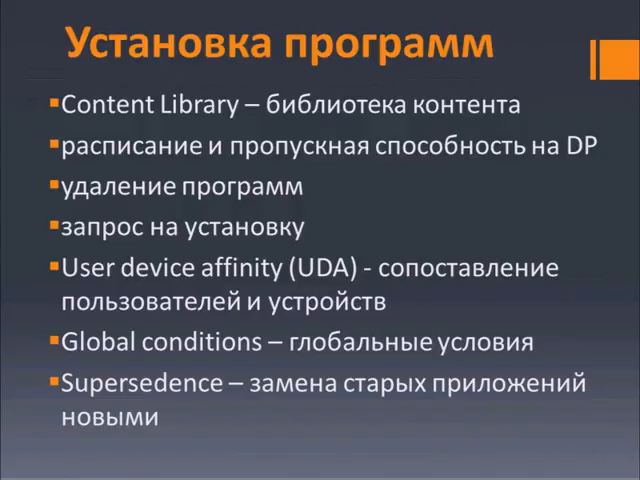 Установка программ
Content Library – библиотека контента
расписание и пропускная способность на DP
удаление программ
запрос на установку
User device affinity (UDA) - сопоставление
пользователей и устройств
Global conditions – глобальные условия
Supersedence – замена старых приложений
новыми